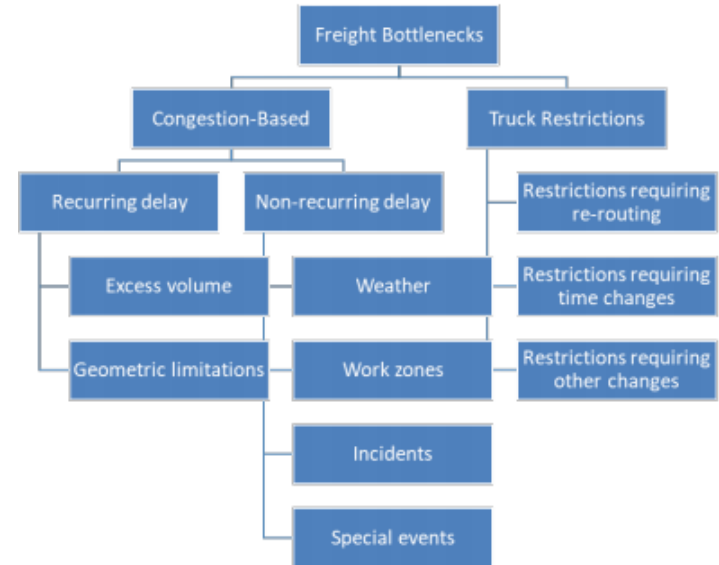 Freight Bottlenecks
Congestion-Based
Truck Restrictions
Recurring delay
Non-recurring delay
Restrictions requiring
re-routing
Excess volume
Weather
Restrictions requiring
time changes
Geometric limitations
Work zones
Restrictions requiring
other changes
Incidents
Special events